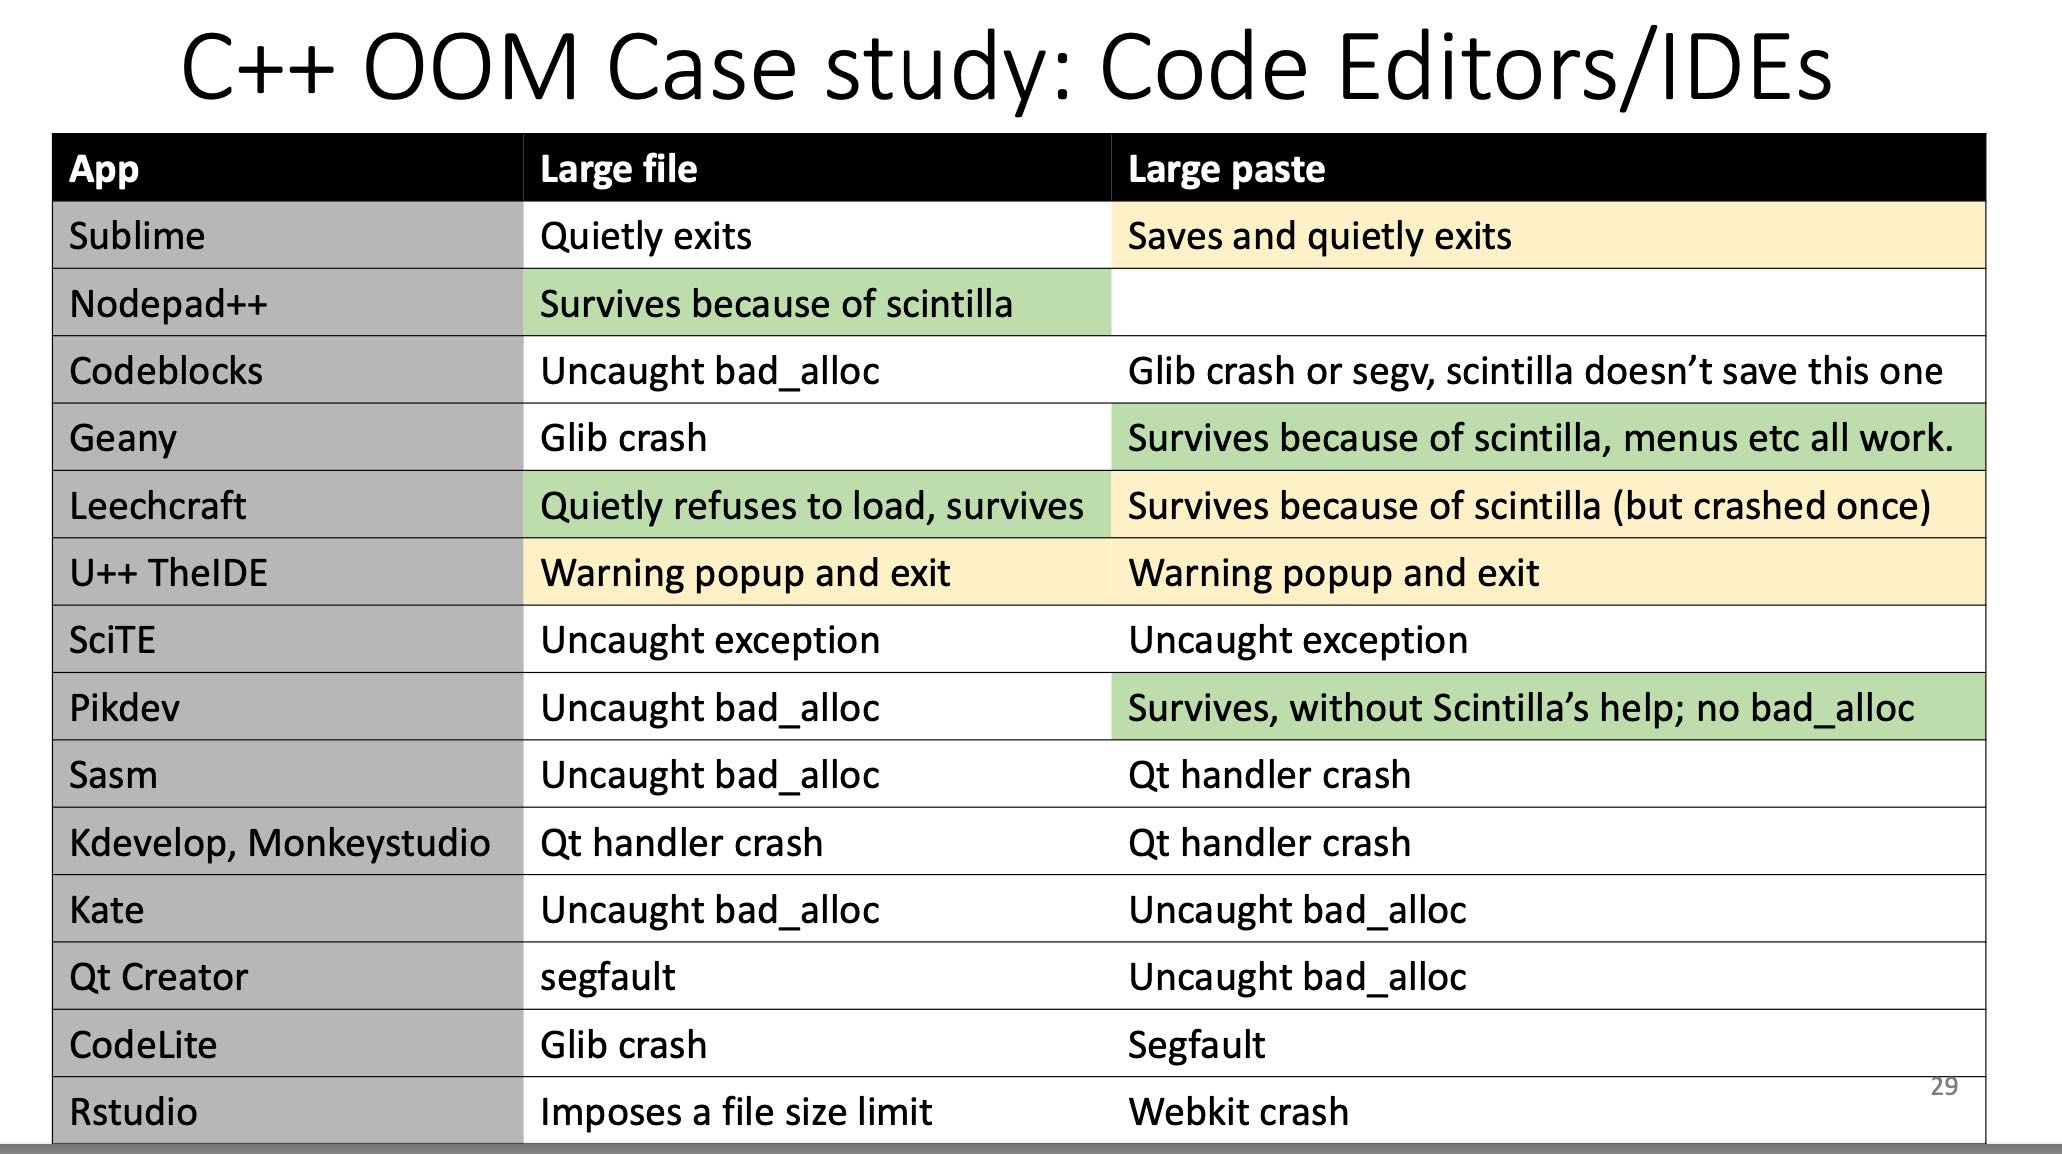 C++ OOM Case study: Code Editors/IDEs
App Large file Large paste
Sublime Quietly exits Saves and quietly exits
Nodepad++ Survives because of scintilla
Codeblocks Uncaught bad_alloc Glib crash or segv, scintilla doesn’t save this one
Geany Glib crash Survives because of scintilla, menus etc all work.
Leechcraft Quietly refuses to load, survives Survives because of scintilla (but crashed once)
U++ TheIDE Warning popup and exit Warning popup and exit
SciTE Uncaught exception Uncaught exception
Pikdev Uncaught bad_alloc Survives, without Scintilla’s help; no bad_alloc
Sasm Uncaught bad_alloc Qt handler crash
Kdevelop, Monkeystudio Qt handler crash Qt handler crash
Kate Uncaught bad_alloc Uncaught bad_alloc
Qt Creator segfault Uncaught bad_alloc
CodeLite Glib crash Segfault
29
Rstudio Imposes a file size limit Webkit crash